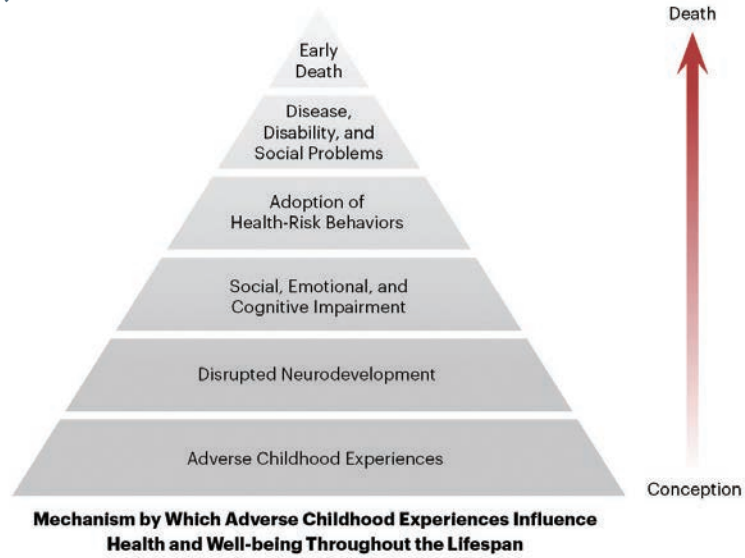 Death
Early
Death
Disease,
Disability, and
Social Problems
Adoption of
Health-Risk Behaviors
Social, Emotional, and
Cognitive Impairment
Disrupted Neurodevelopment
Adverse Childhood Experiences
Conception
Mechanism by Which Adverse Childhood Experiences Influence
Health and Well-being Throughout the Lifespan